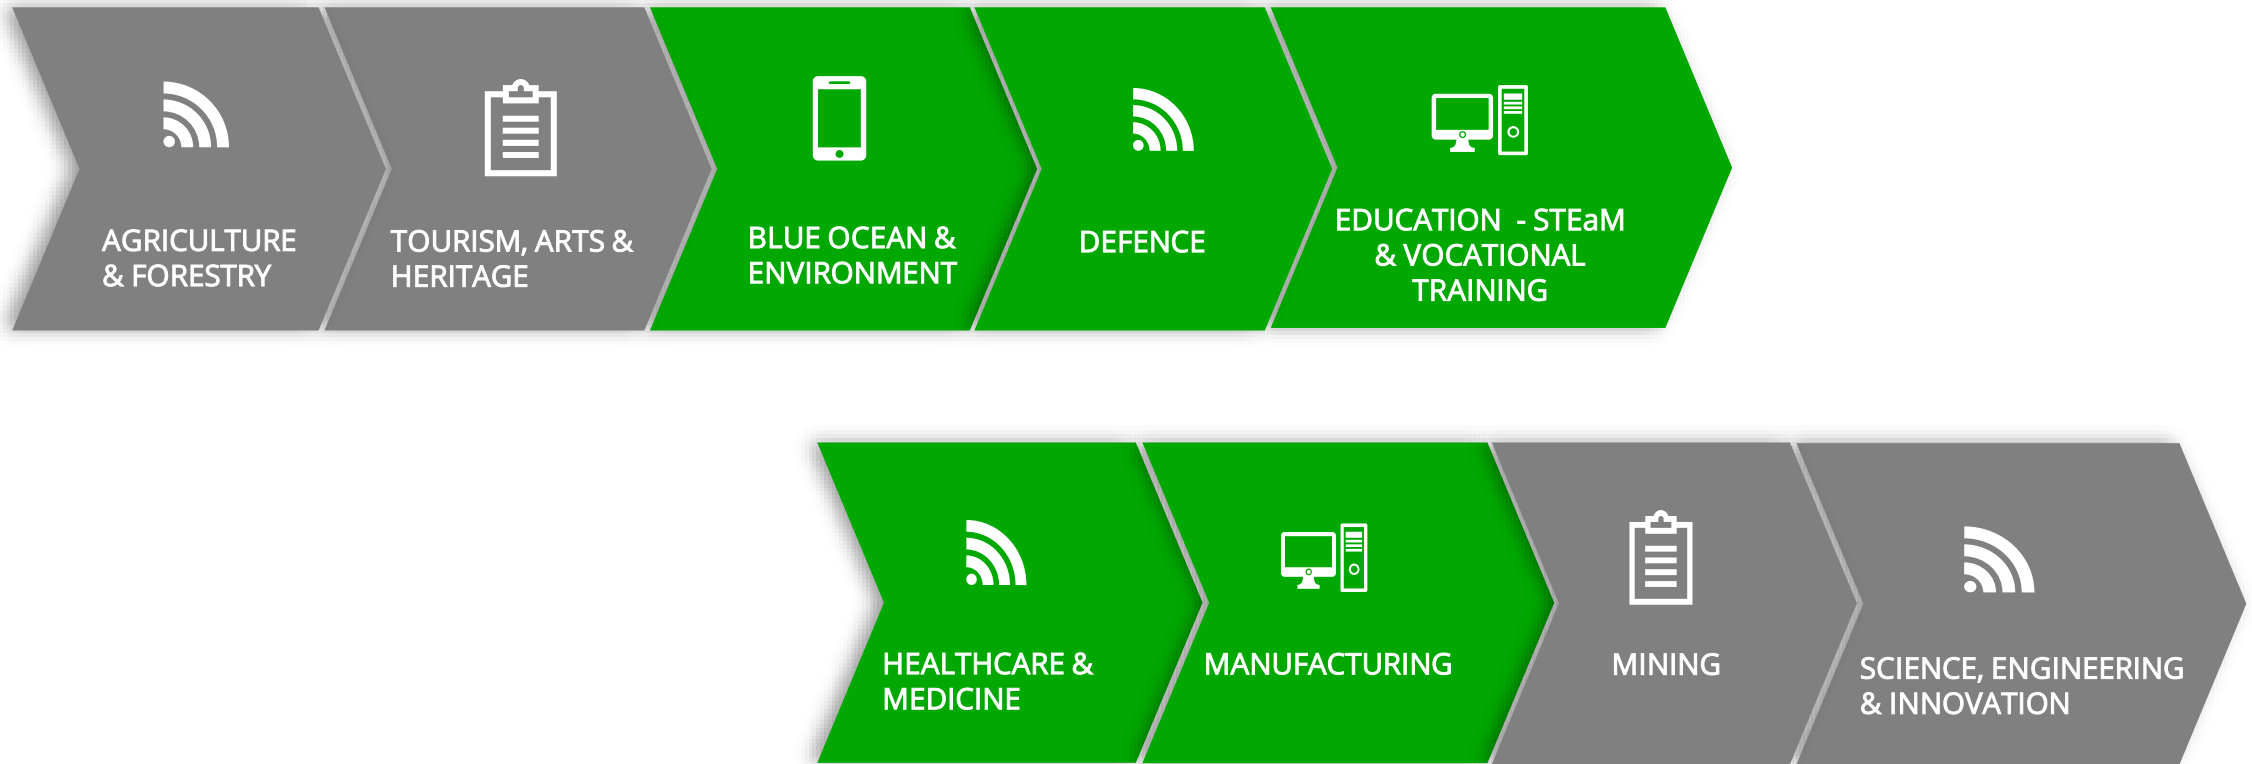 AGRICULTURE
& FORESTRY
TOURISM, ARTS &
HERITAGE
BLUE OCEAN &
ENVIRONMENT
DEFENCE
EDUCATION - STEaM
& VOCATIONAL
TRAINING
HEALTHCARE &
MEDICINE
MANUFACTURING
MINING
SCIENCE, ENGINEERING
& INNOVATION